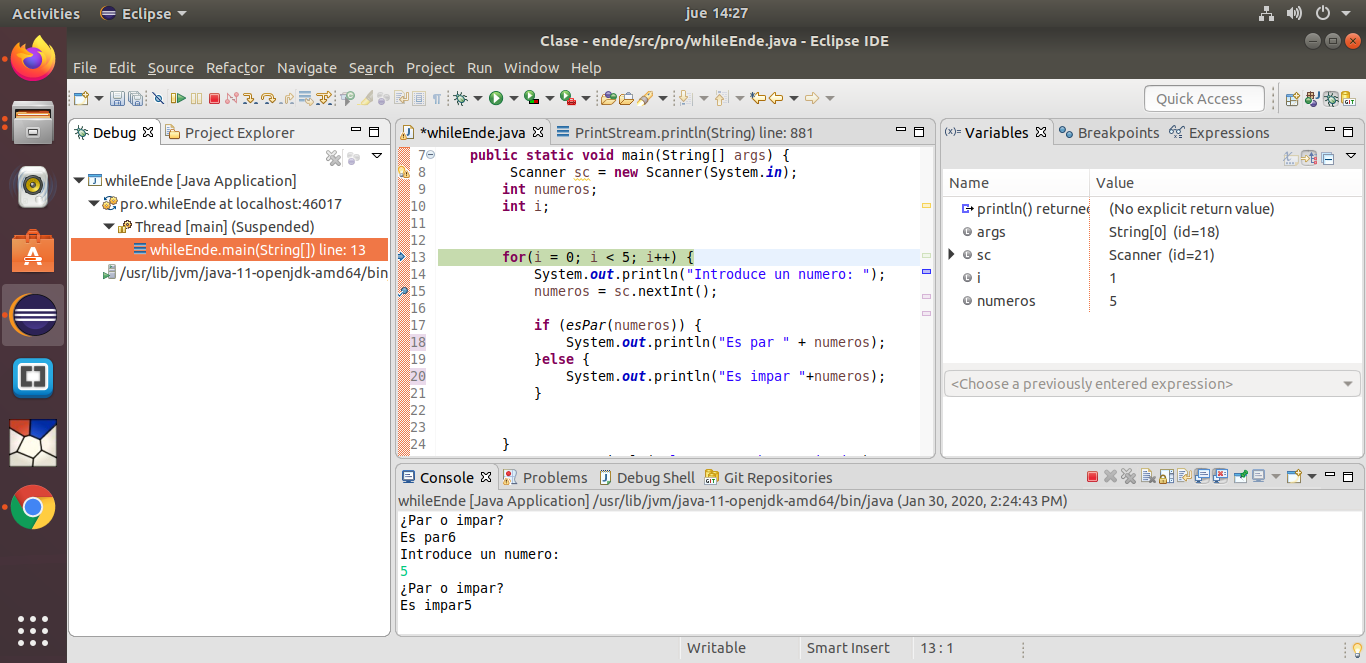 Activities Eclipse jue 14:27
Clase - ende/src/pro/whileEnde.java - Eclipse IDE
File Edit Source Refactor Navigate Search Project Run Window Help
Quick Access
Debug Project Explorer
whileEnde [Java Application]
pro.whileEnde at localhost:46017
Thread [main] (Suspended)
whileEnde.main(String[]) line: 13
/usr/lib/jvm/java-11-openjdk-amd64/bin
*whileEnde.java PrintStream.println(String) line: 881
7 public static void main(String[] args) {
8 Scanner sc = new Scanner(System.in);
9 int numeros;
10 int i;
11
12
13 for(i = 0; i < 5; i++) {
14 System.out.println("Introduce un numero: ");
15 numeros = sc.nextInt();
16
17 if (esPar(numeros)) {
18 System.out.println("Es par " + numeros);
19 }else {
20 System.out.println("Es impar "+numeros);
21 }
22
23
24 }
(x)= Variables Breakpoints Expressions
Name Value
println() returned (No explicit return value)
args String[0] (id=18)
sc Scanner (id=21)
i 1
numeros 5
<Choose a previously entered expression>
Console Problems Debug Shell Git Repositories
whileEnde [Java Application] /usr/lib/jvm/java-11-openjdk-amd64/bin/java (Jan 30, 2020, 2:24:43 PM)
¿Par o impar?
Es par6
Introduce un numero:
5
¿Par o impar?
Es impar5
Writable Smart Insert 13 : 1